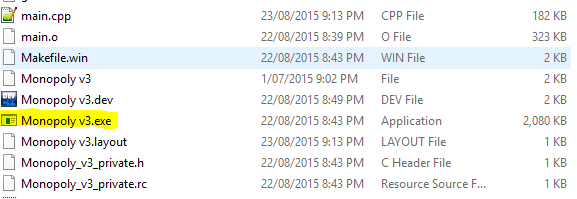 main.cpp 23/08/2015 9:13 PM CPP File 182 KB
main.o 22/08/2015 8:39 PM O File 323 KB
Makefile.win 22/08/2015 8:43 PM WIN File 2 KB
Monopoly v3 1/07/2015 9:02 PM File 2 KB
Monopoly v3.dev 22/08/2015 8:49 PM DEV File 2 KB
Monopoly v3.exe 22/08/2015 8:43 PM Application 2,080 KB
Monopoly v3.layout 23/08/2015 9:13 PM LAYOUT File 1 KB
Monopoly_v3_private.h 22/08/2015 8:43 PM C Header File 1 KB
Monopoly_v3_private.rc 22/08/2015 8:43 PM Resource Source F... 1 KB